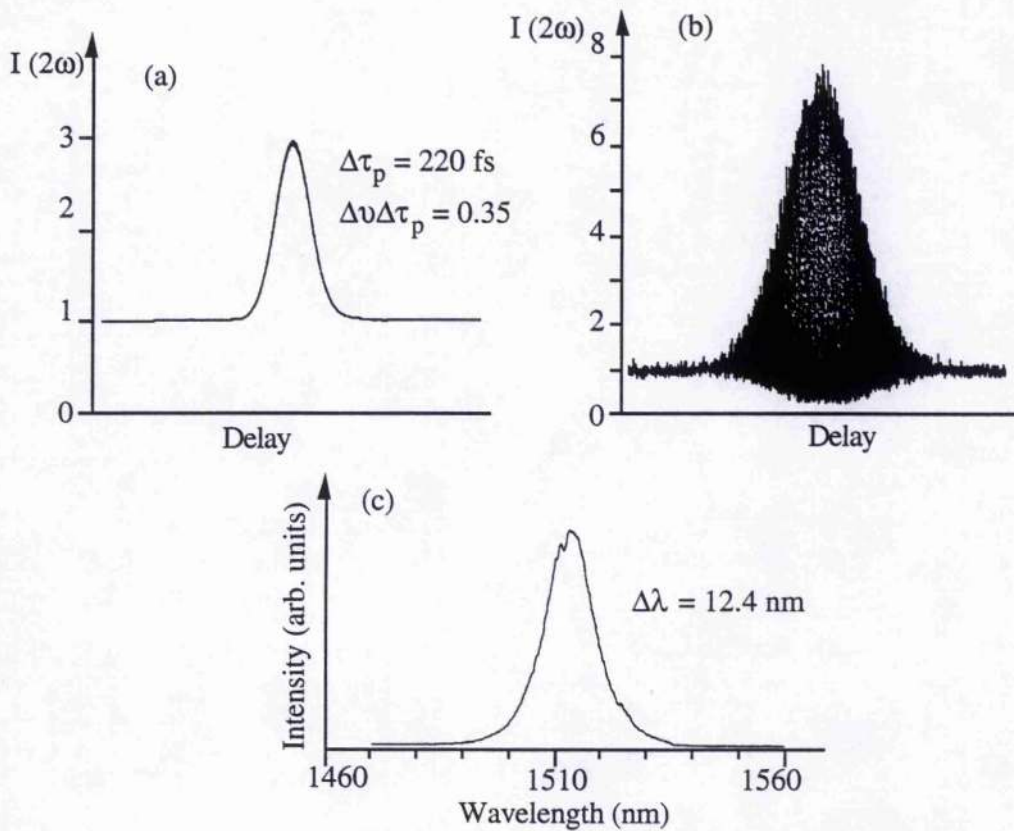 I (2ω)
(a)
3
2
1
0
Δτp = 220 fs
ΔυΔτp = 0.35
Delay
I (2ω)
(b)
8
6
4
2
0
Delay
(c)
Intensity (arb. units)
Δλ = 12.4 nm
1460
1510
1560
Wavelength (nm)